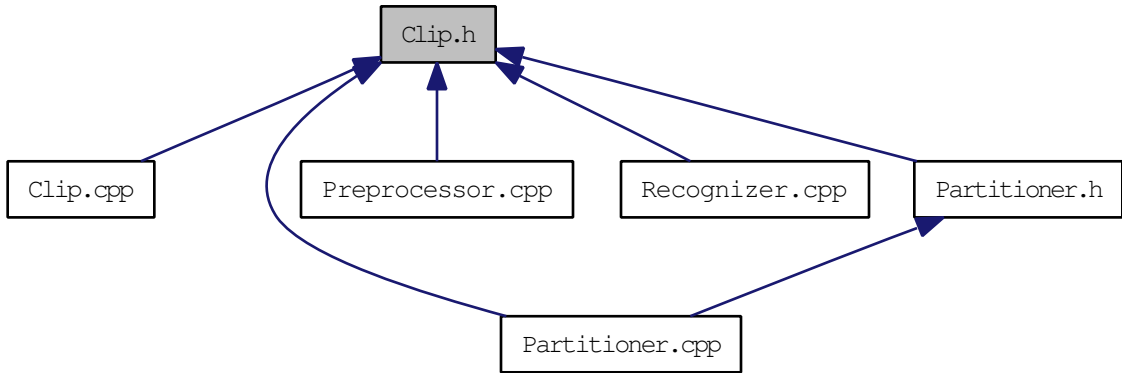 Clip.h
Clip.cpp
Preprocessor.cpp
Recognizer.cpp
Partitioner.h
Partitioner.cpp